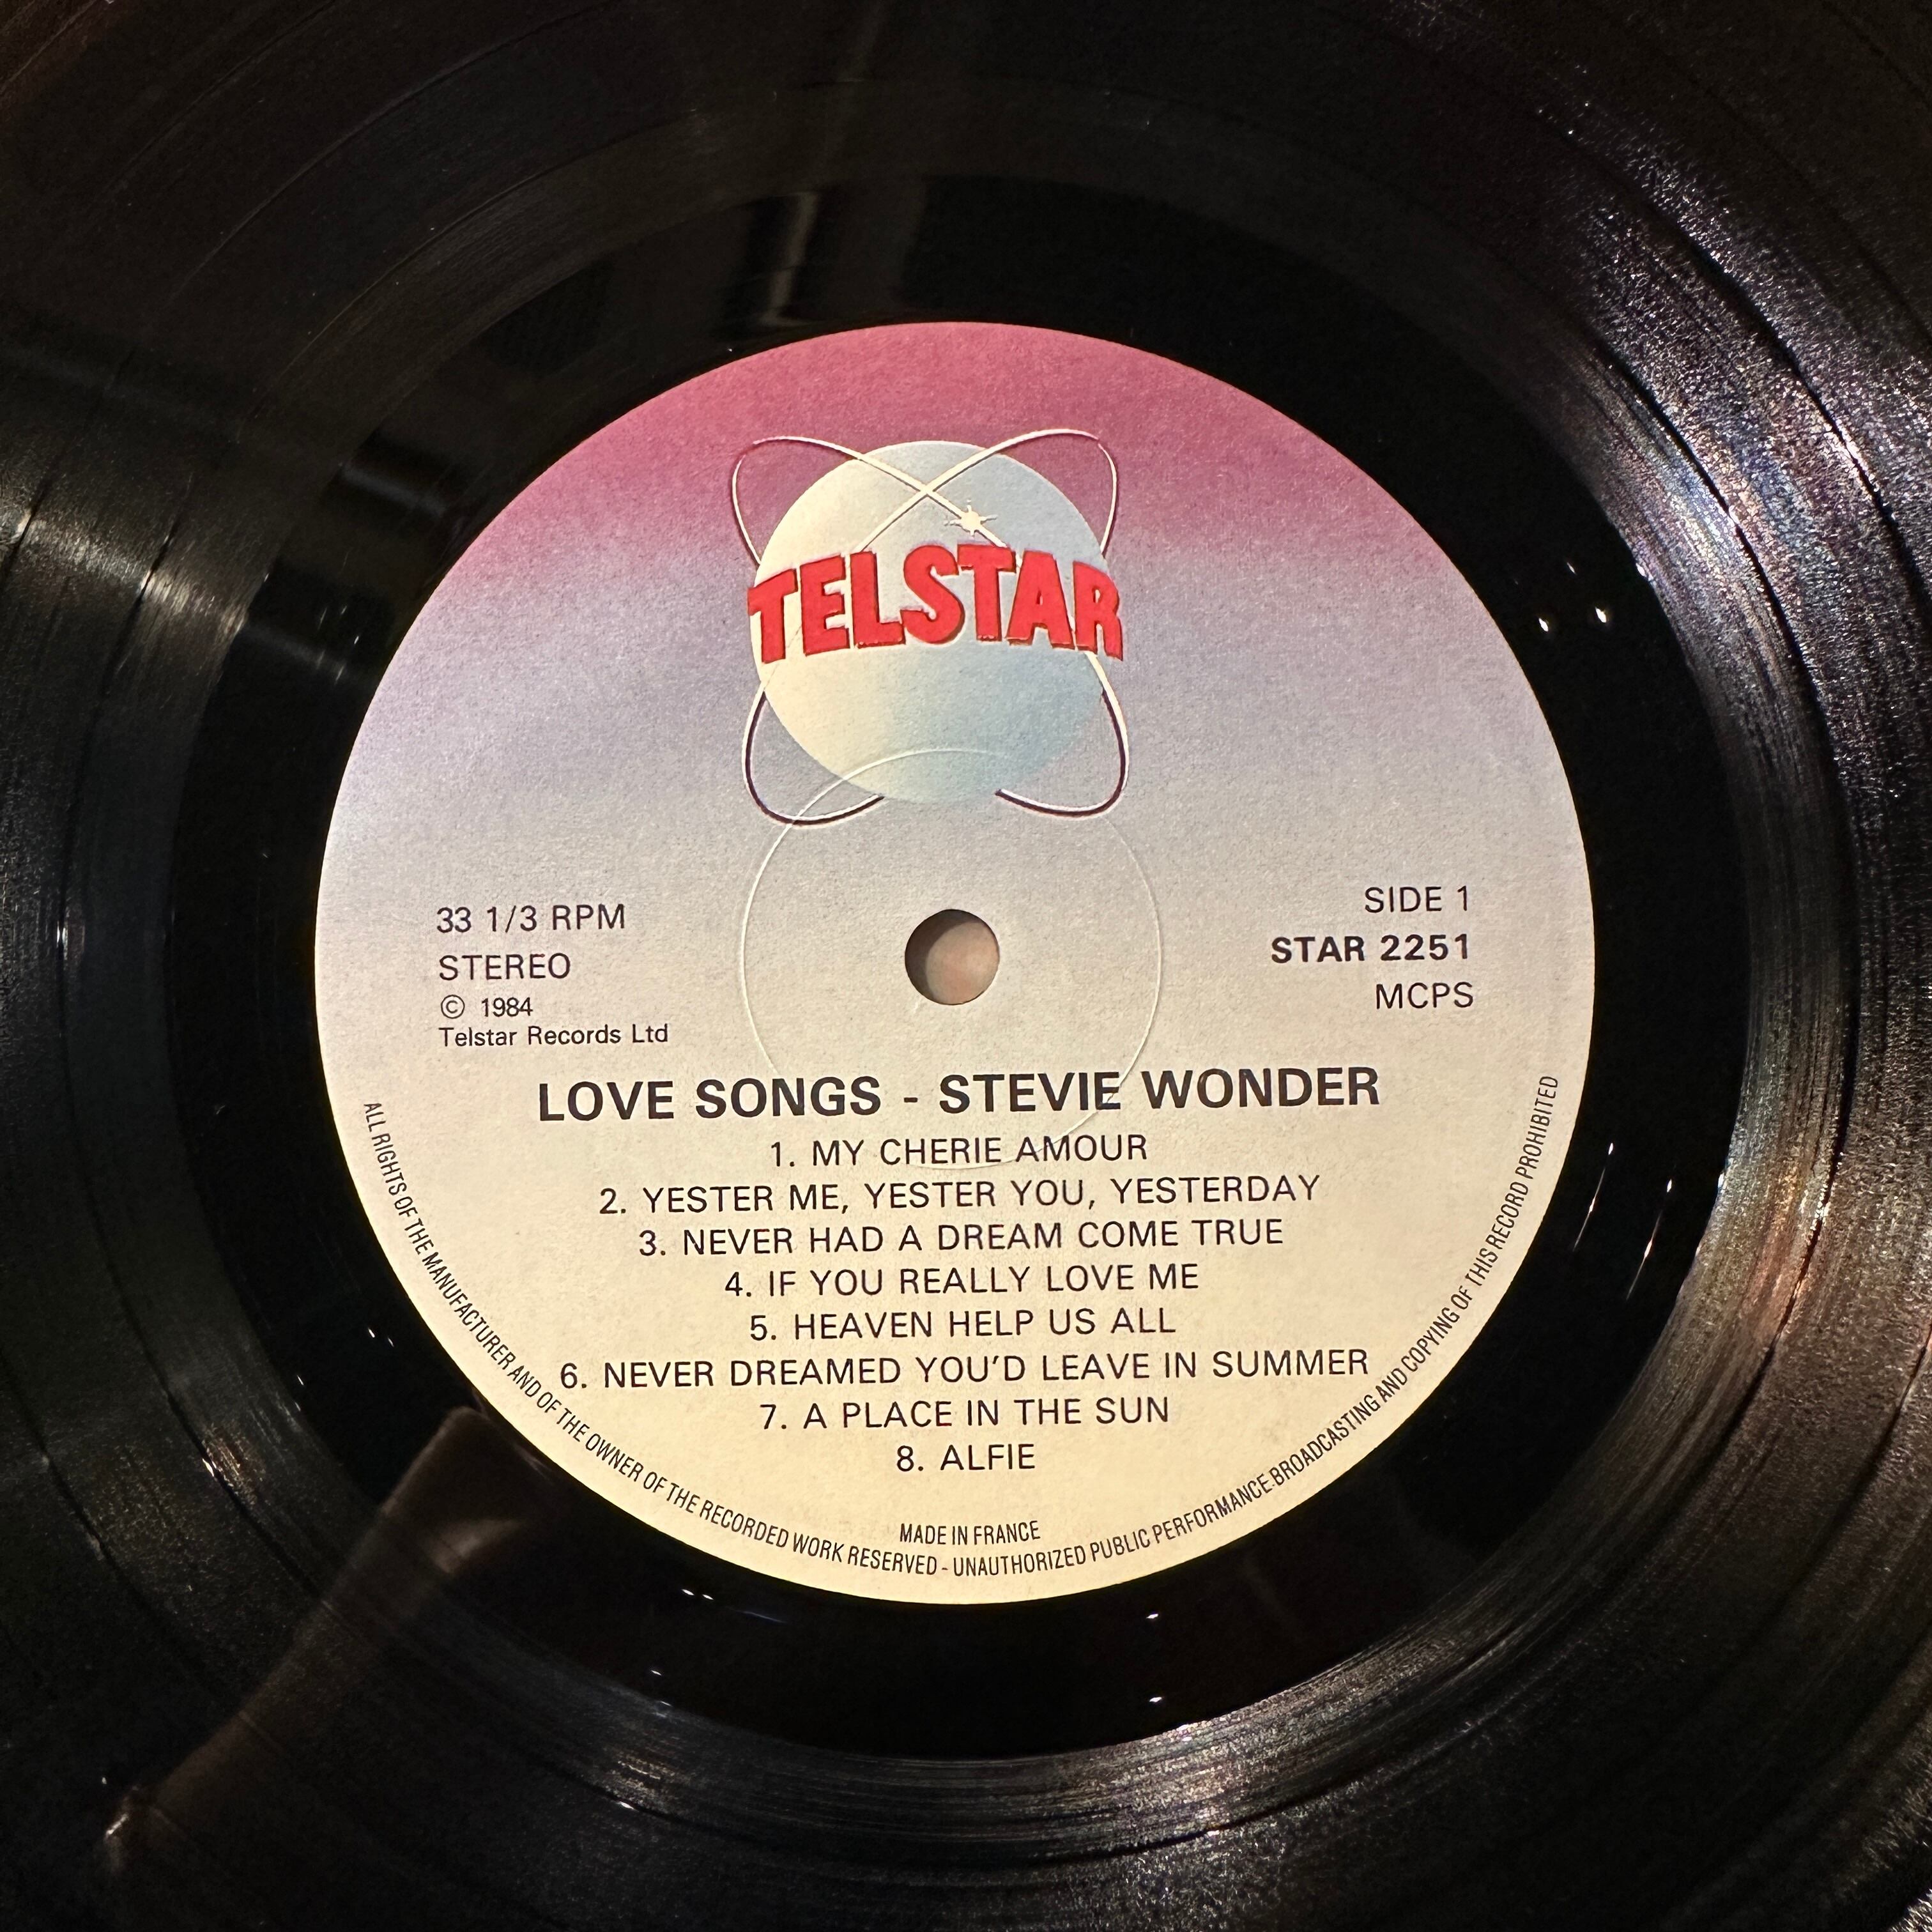 TELSTAR
33 1/3 RPM
STEREO
© 1984
Telstar Records Ltd
SIDE 1
STAR 2251
MCPS
LOVE SONGS - STEVIE WONDER
1. MY CHERIE AMOUR
2. YESTER ME, YESTER YOU, YESTERDAY
3. NEVER HAD A DREAM COME TRUE
4. IF YOU REALLY LOVE ME
5. HEAVEN HELP US ALL
6. NEVER DREAMED YOU'D LEAVE IN SUMMER
7. A PLACE IN THE SUN
8. ALFIE
MADE IN FRANCE
ALL RIGHTS OF THE MANUFACTURER AND OF THE OWNER OF THE RECORDED WORK RESERVED - UNAUTHORIZED PUBLIC PERFORMANCE-BROADCASTING AND COPYING OF THIS RECORD PROHIBITED